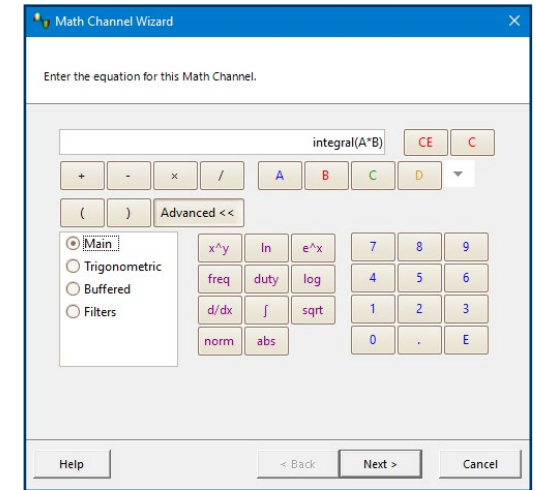 Math Channel Wizard
Enter the equation for this Math Channel.
integral(A*B) CE C
+ - x / A B C D
( ) Advanced <<
Main x^y ln e^x 7 8 9
Trigonometric freq duty log 4 5 6
Buffered d/dx ∫ sqrt 1 2 3
Filters norm abs 0 . E
Help < Back Next > Cancel